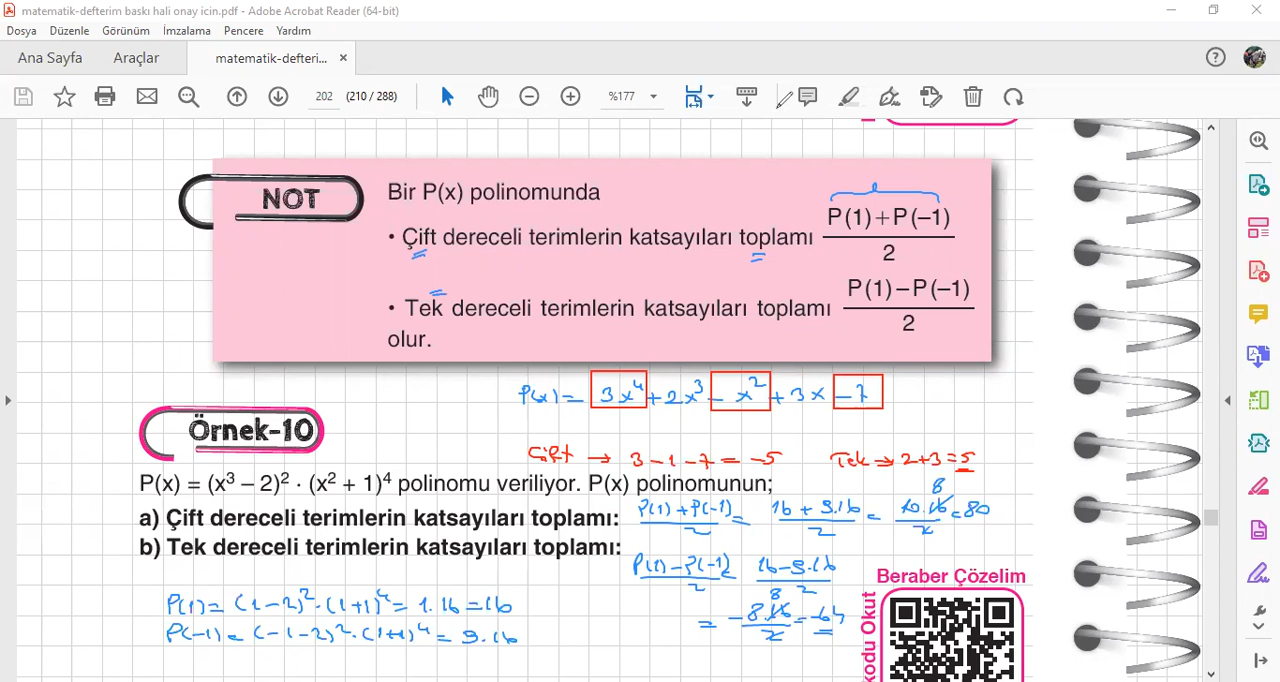 matematik-defterim baskı hali onay icin.pdf - Adobe Acrobat Reader (64-bit)
Dosya Düzenle Görünüm İmzalama Pencere Yardım
Ana Sayfa Araçlar matematik-defteri... ×
202 (210 / 288) %177
NOT
Bir P(x) polinomunda
• Çift dereceli terimlerin katsayıları toplamı (P(1)+P(−1))/2
• Tek dereceli terimlerin katsayıları toplamı (P(1)−P(−1))/2
olur.
P(x) = 3x⁴ + 2x³ − x² + 3x − 7
Örnek-10
Çift → 3 − 1 − 7 = −5 Tek → 2+3 = 5
P(x) = (x³ − 2)² · (x² + 1)⁴ polinomu veriliyor. P(x) polinomunun;
a) Çift dereceli terimlerin katsayıları toplamı: (P(1)+P(-1))/2 = (16 + 9.16)/2 = (10.16)/2 = 80
8
b) Tek dereceli terimlerin katsayıları toplamı: (P(1) − P(-1))/2 (16 − 9.16)/2
P(1) = (1−2)² · (1+1)⁴ = 1.16 = 16
P(-1) = (−1−2)² · (1+1)⁴ = 9.16
8
= (−8.16)/2 = −64
Beraber Çözelim
kodu Okut